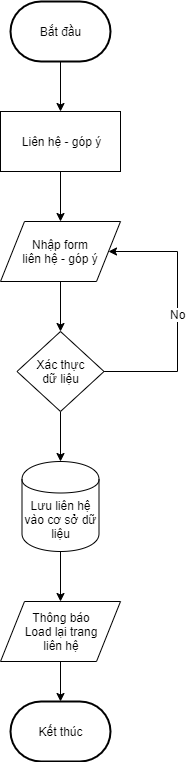 Bắt đầu
Liên hệ - góp ý
Nhập form
liên hệ - góp ý
No
Xác thực
dữ liệu
Lưu liên hệ
vào cơ sở dữ
liệu
Thông báo
Load lại trang
liên hệ
Kết thúc